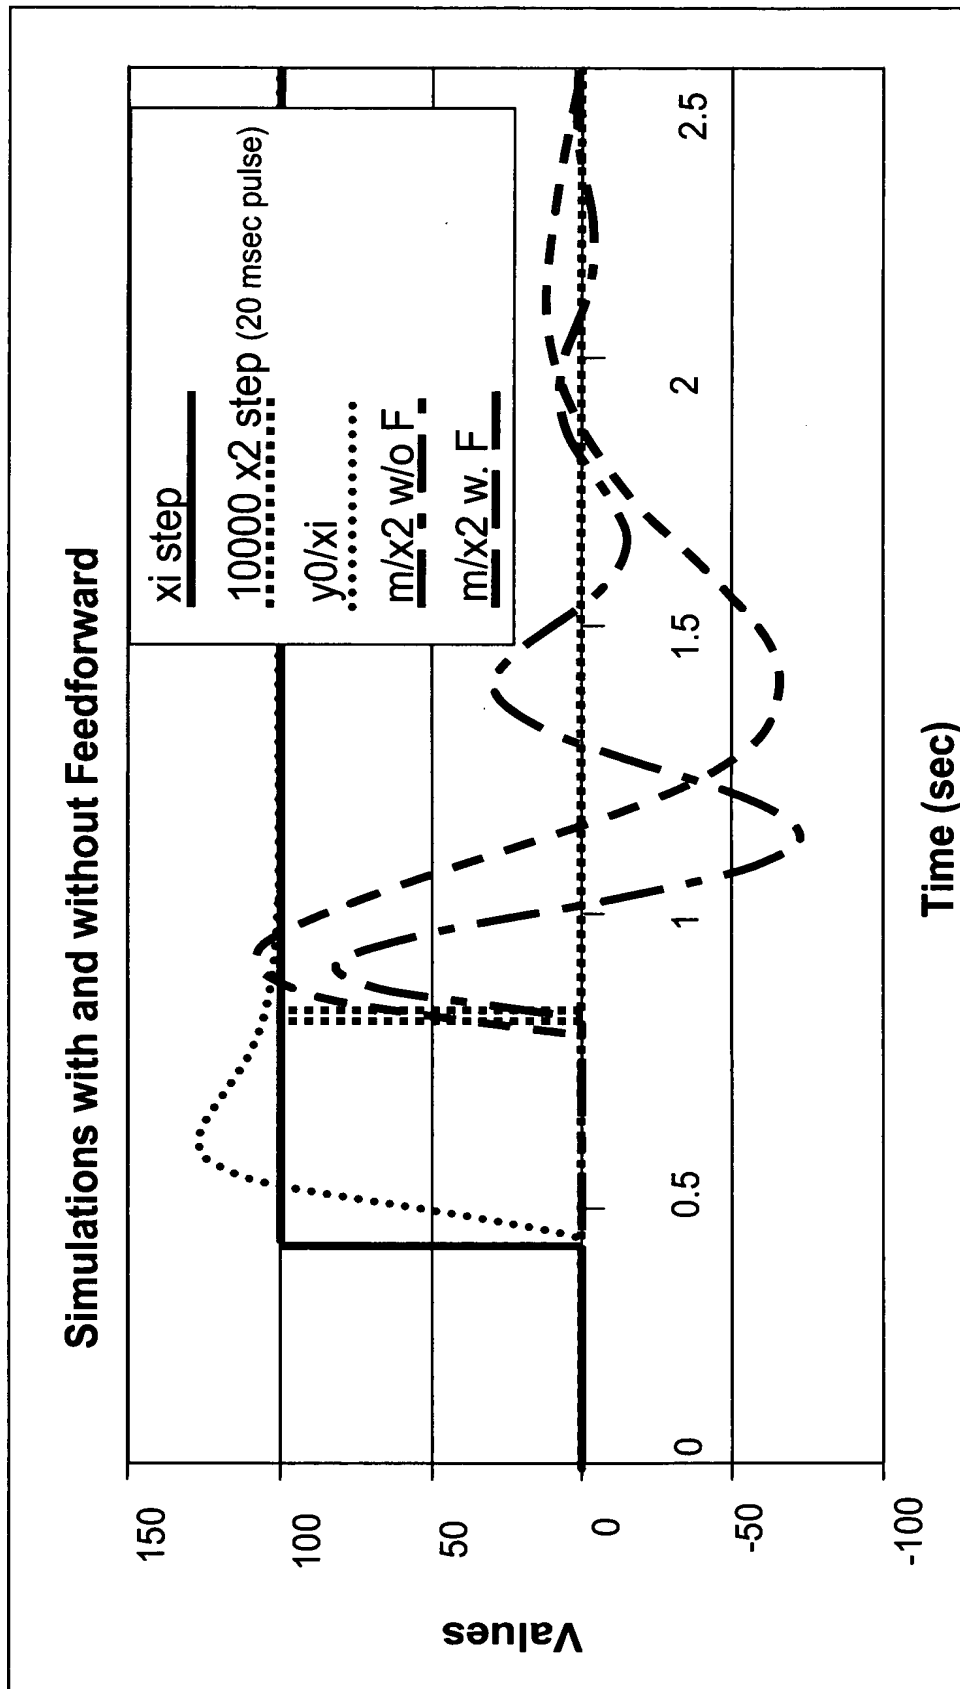 Simulations with and without Feedforward
xi step
10000 x2 step (20 msec pulse)
y0/xi
m/x2 w/o F
m/x2 w. F
Values
150
100
50
0
-50
-100
0
0.5
1
1.5
2
2.5
Time (sec)